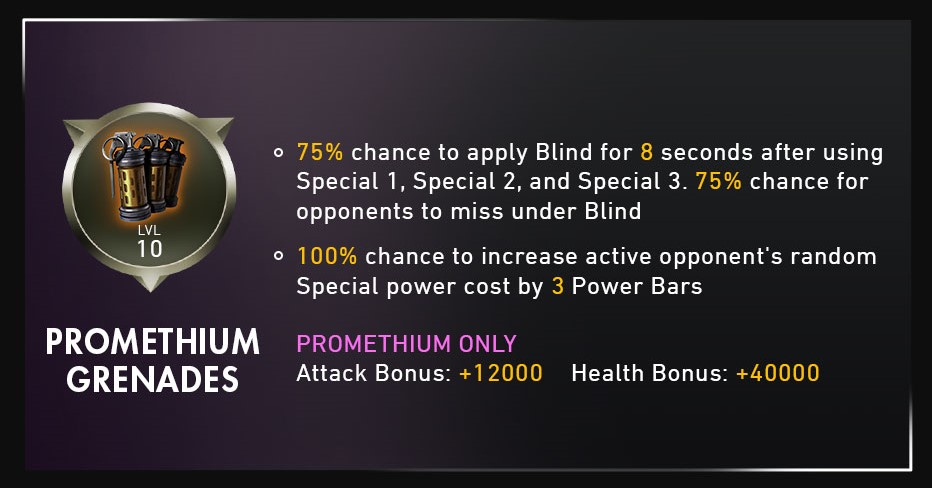 LVL
10
PROMETHIUM
GRENADES
75% chance to apply Blind for 8 seconds after using
Special 1, Special 2, and Special 3. 75% chance for
opponents to miss under Blind
100% chance to increase active opponent's random
Special power cost by 3 Power Bars
PROMETHIUM ONLY
Attack Bonus: +12000 Health Bonus: +40000